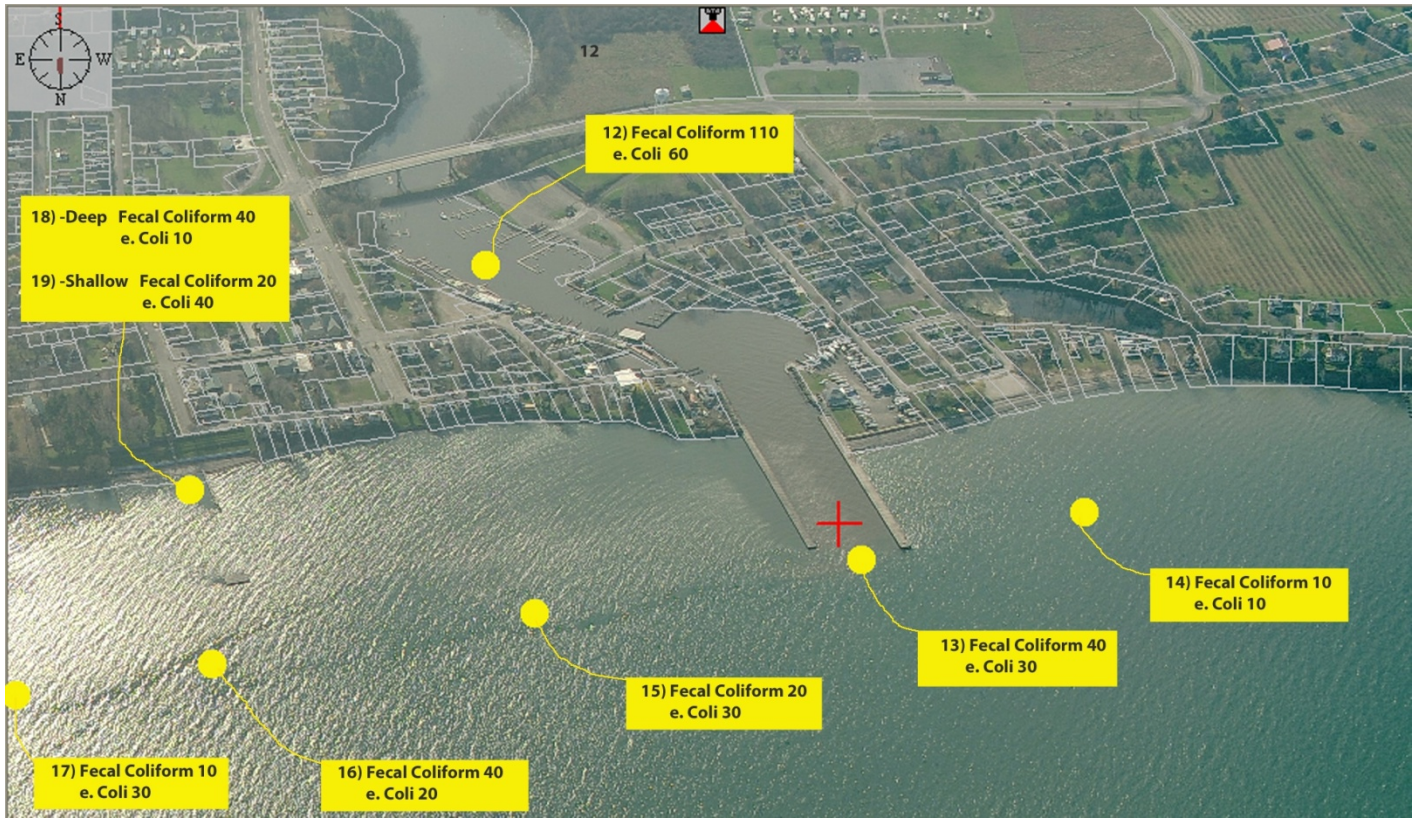 S
E W
N
12
12) Fecal Coliform 110
e. Coli 60
18) -Deep Fecal Coliform 40
e. Coli 10
19) -Shallow Fecal Coliform 20
e. Coli 40
14) Fecal Coliform 10
e. Coli 10
13) Fecal Coliform 40
e. Coli 30
15) Fecal Coliform 20
e. Coli 30
17) Fecal Coliform 10
e. Coli 30
16) Fecal Coliform 40
e. Coli 20